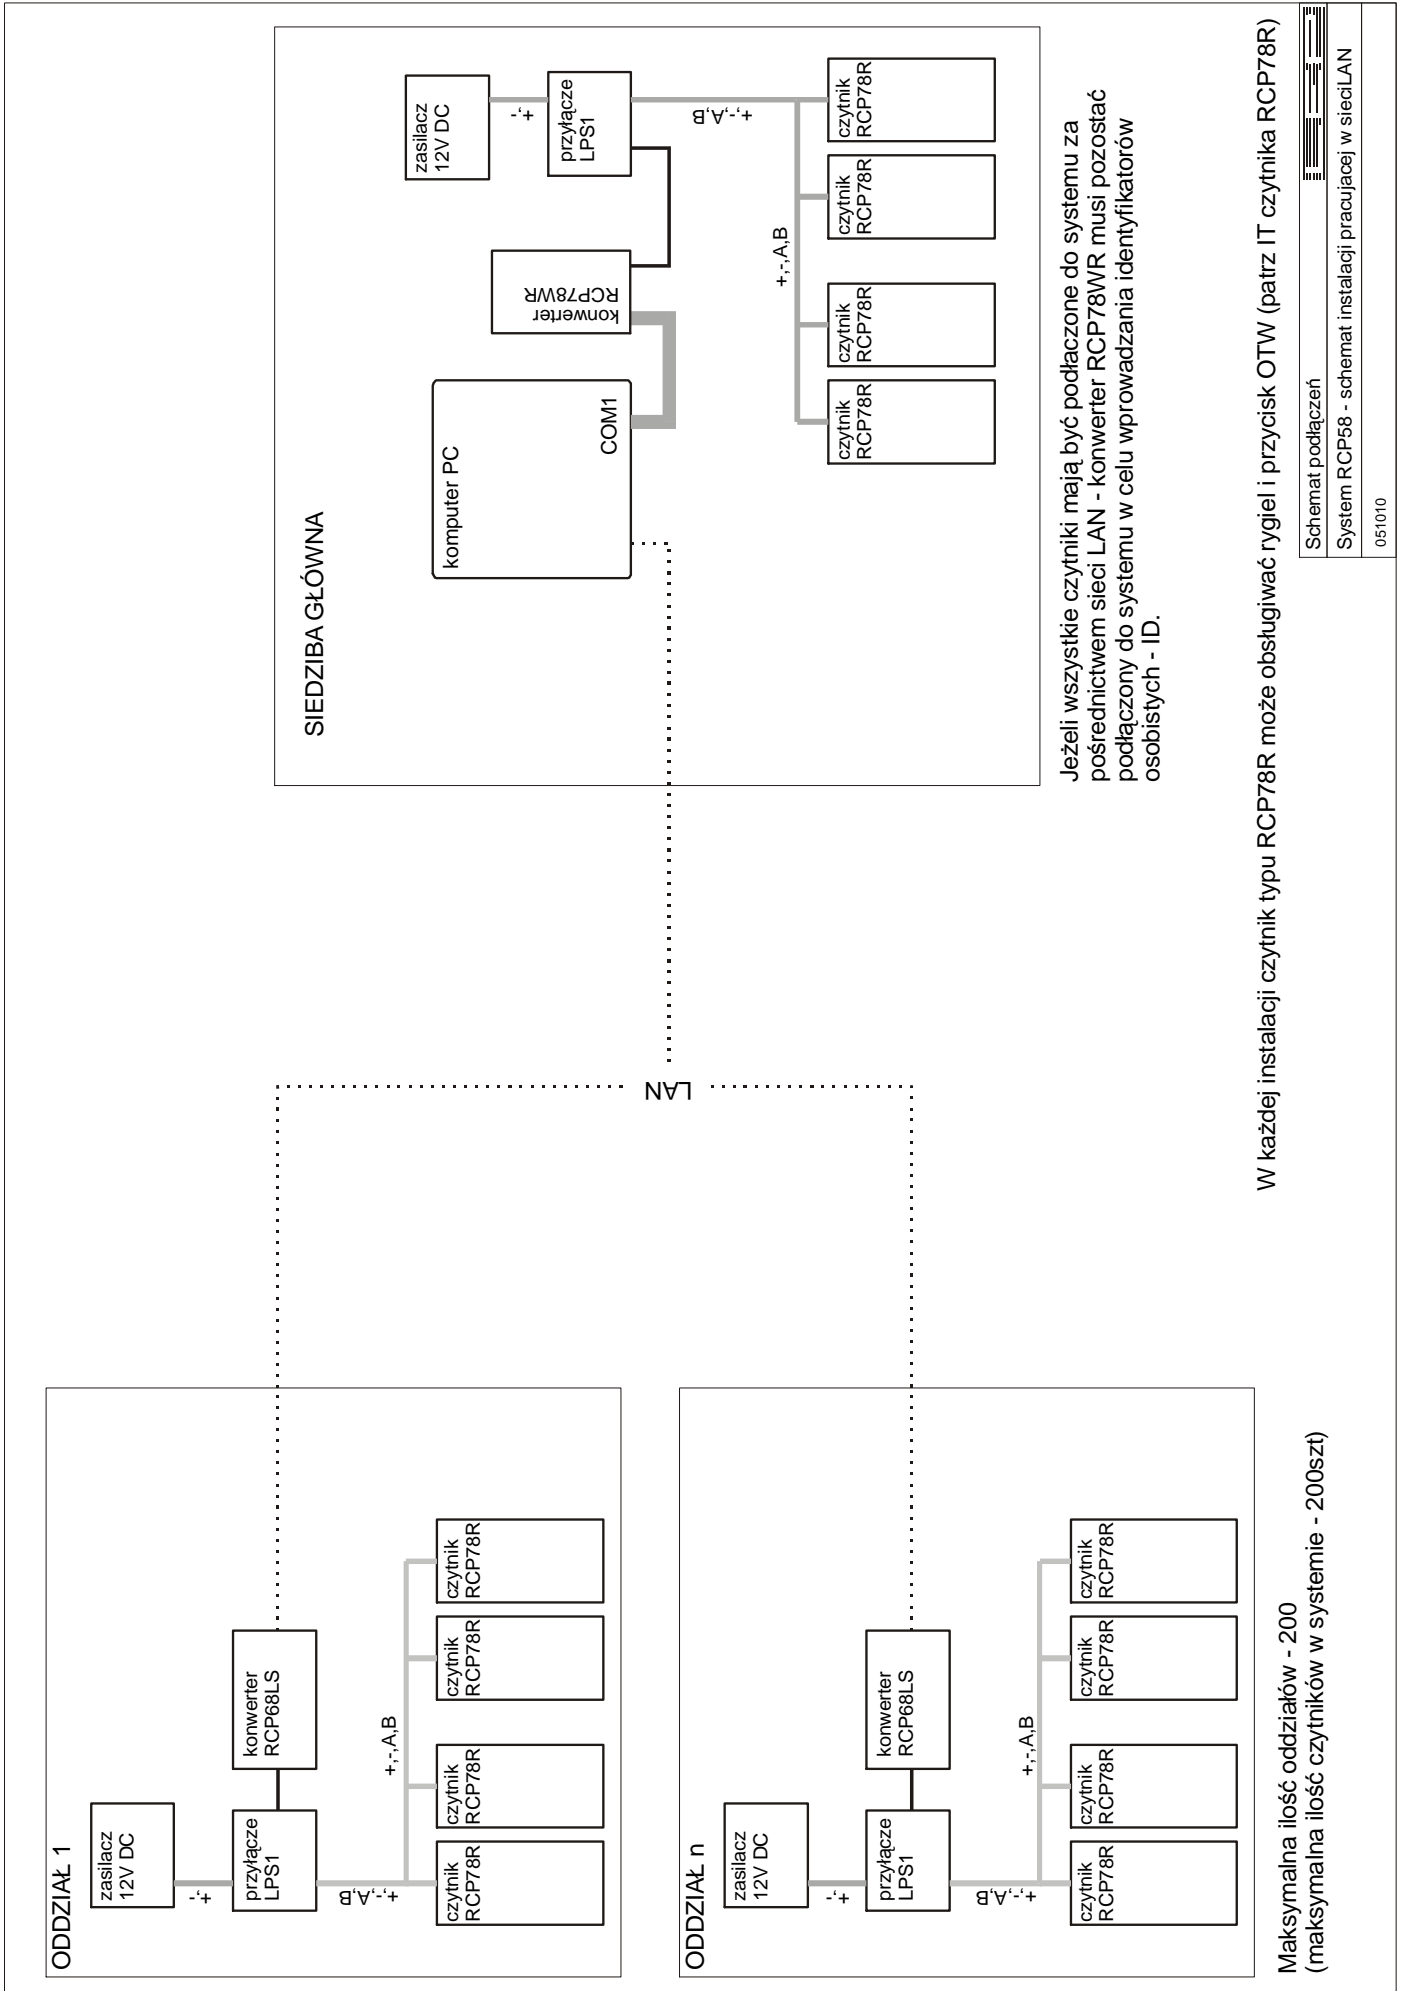 ODDZIAŁ 1
zasilacz
12V DC
+,-
przyłącze
LPS1
konwerter
RCP68LS
+,-,A,B
+,-,A,B
czytnik
RCP78R
czytnik
RCP78R
czytnik
RCP78R
czytnik
RCP78R
ODDZIAŁ n
zasilacz
12V DC
+,-
przyłącze
LPS1
konwerter
RCP68LS
+,-,A,B
+,-,A,B
czytnik
RCP78R
czytnik
RCP78R
czytnik
RCP78R
czytnik
RCP78R
Maksymalna ilość oddziałów - 200
(maksymalna ilość czytników w systemie - 200szt)
LAN
SIEDZIBA GŁÓWNA
komputer PC
COM1
konwerter
RCP78WR
zasilacz
12V DC
+,-
przyłącze
LPS1
+,-,A,B
+,-,A,B
czytnik
RCP78R
czytnik
RCP78R
czytnik
RCP78R
czytnik
RCP78R
Jeżeli wszystkie czytniki mają być podłaczone do systemu za
pośrednictwem sieci LAN - konwerter RCP78WR musi pozostać
podłączony do systemu w celu wprowadzania identyfikatorów
osobistych - ID.
W każdej instalacji czytnik typu RCP78R może obsługiwać rygiel i przycisk OTW (patrz IT czytnika RCP78R)
Schemat podłączeń
System RCP58 - schemat instalacji pracujacej w sieciLAN
051010